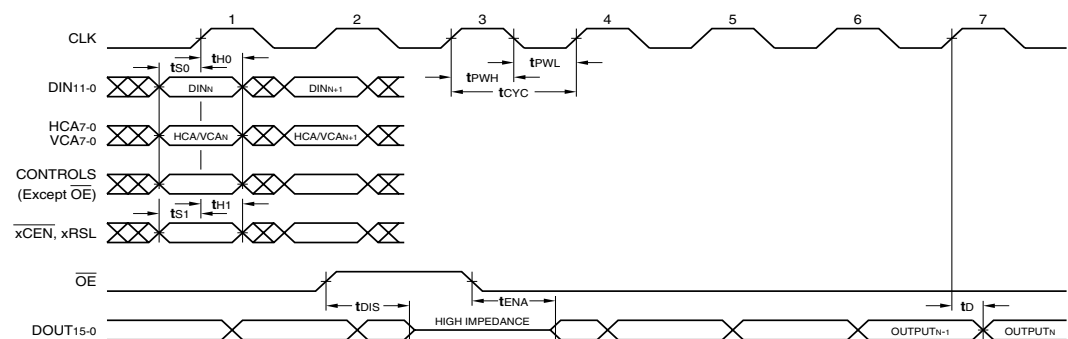 1 2 3 4 5 6 7
CLK
tS0 tH0
tPWH tPWL
tCYC
DIN11-0 DINN DINN+1
HCA7-0
VCA7-0 HCA/VCAN HCA/VCAN+1
CONTROLS
(Except OE)
tS1 tH1
xCEN, xRSL
OE
tDIS tENA tD
DOUT15-0 HIGH IMPEDANCE OUTPUTN-1 OUTPUTN